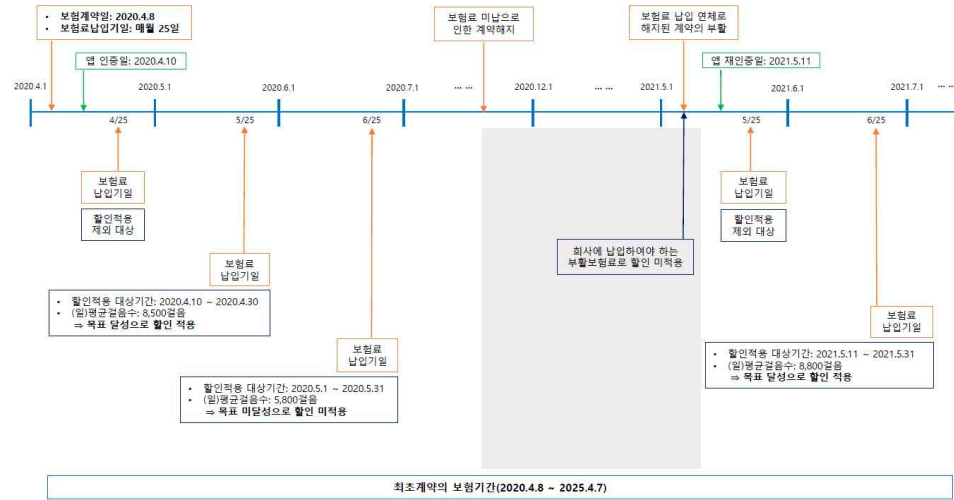 • 보험계약일: 2020.4.8
• 보험료납입기일: 매월 25일
보험료 미납으로
인한 계약해지
보험료 납입 연체로
해지된 계약의 부활
앱 인증일: 2020.4.10
앱 재인증일: 2021.5.11
2020.4.1
2020.5.1
2020.6.1
2020.7.1
... ...
2020.12.1
... ...
2021.5.1
2021.6.1
2021.7.1
... ...
4/25
5/25
6/25
5/25
6/25
보험료
납입기일
할인적용
제외 대상
보험료
납입기일
할인적용
제외 대상
회사에 납입하여야 하는
부활보험료로 할인 미적용
보험료
납입기일
• 할인적용 대상기간: 2020.4.10 ~ 2020.4.30
• (일)평균걸음수: 8,500걸음
⇒ 목표 달성으로 할인 적용
보험료
납입기일
보험료
납입기일
• 할인적용 대상기간: 2021.5.11 ~ 2021.5.31
• (일)평균걸음수: 8,800걸음
⇒ 목표 달성으로 할인 적용
• 할인적용 대상기간: 2020.5.1 ~ 2020.5.31
• (일)평균걸음수: 5,800걸음
⇒ 목표 미달성으로 할인 미적용
최초계약의 보험기간(2020.4.8 ~ 2025.4.7)